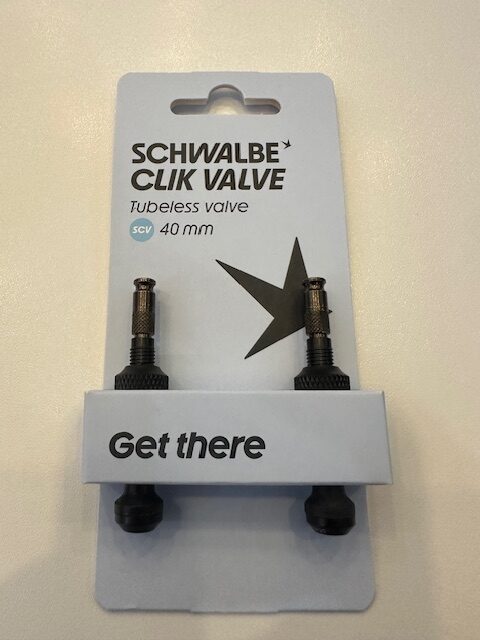 SCHWALBE
CLIK VALVE
Tubeless valve
SCV 40 mm
Get there